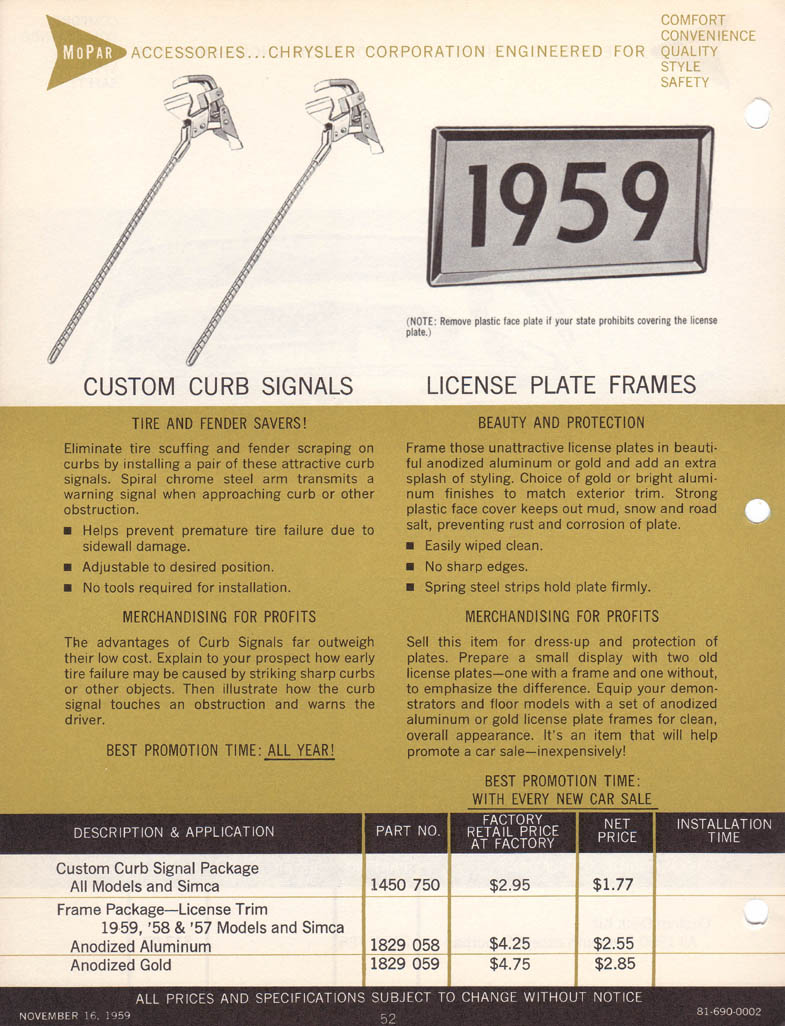 MOPAR
ACCESSORIES...CHRYSLER CORPORATION ENGINEERED FOR
COMFORT
CONVENIENCE
QUALITY
STYLE
SAFETY
1959
(NOTE: Remove plastic face plate if your state prohibits covering the license
plate.)
CUSTOM CURB SIGNALS
TIRE AND FENDER SAVERS!
Eliminate tire scuffing and fender scraping on
curbs by installing a pair of these attractive curb
signals. Spiral chrome steel arm transmits a
warning signal when approaching curb or other
obstruction.
■ Helps prevent premature tire failure due to
sidewall damage.
■ Adjustable to desired position.
■ No tools required for installation.
MERCHANDISING FOR PROFITS
The advantages of Curb Signals far outweigh
their low cost. Explain to your prospect how early
tire failure may be caused by striking sharp curbs
or other objects. Then illustrate how the curb
signal touches an obstruction and warns the
driver.
BEST PROMOTION TIME: ALL YEAR!
LICENSE PLATE FRAMES
BEAUTY AND PROTECTION
Frame those unattractive license plates in beauti-
ful anodized aluminum or gold and add an extra
splash of styling. Choice of gold or bright alumi-
num finishes to match exterior trim. Strong
plastic face cover keeps out mud, snow and road
salt, preventing rust and corrosion of plate.
■ Easily wiped clean.
■ No sharp edges.
■ Spring steel strips hold plate firmly.
MERCHANDISING FOR PROFITS
Sell this item for dress-up and protection of
plates. Prepare a small display with two old
license plates—one with a frame and one without,
to emphasize the difference. Equip your demon-
strators and floor models with a set of anodized
aluminum or gold license plate frames for clean,
overall appearance. It's an item that will help
promote a car sale—inexpensively!
BEST PROMOTION TIME:
WITH EVERY NEW CAR SALE
DESCRIPTION & APPLICATION
PART NO.
FACTORY
RETAIL PRICE
AT FACTORY
NET
PRICE
INSTALLATION
TIME
Custom Curb Signal Package
All Models and Simca 1450 750 $2.95 $1.77
Frame Package—License Trim
1959, '58 & '57 Models and Simca
Anodized Aluminum 1829 058 $4.25 $2.55
Anodized Gold 1829 059 $4.75 $2.85
ALL PRICES AND SPECIFICATIONS SUBJECT TO CHANGE WITHOUT NOTICE
NOVEMBER 16, 1959 52 81-690-0002